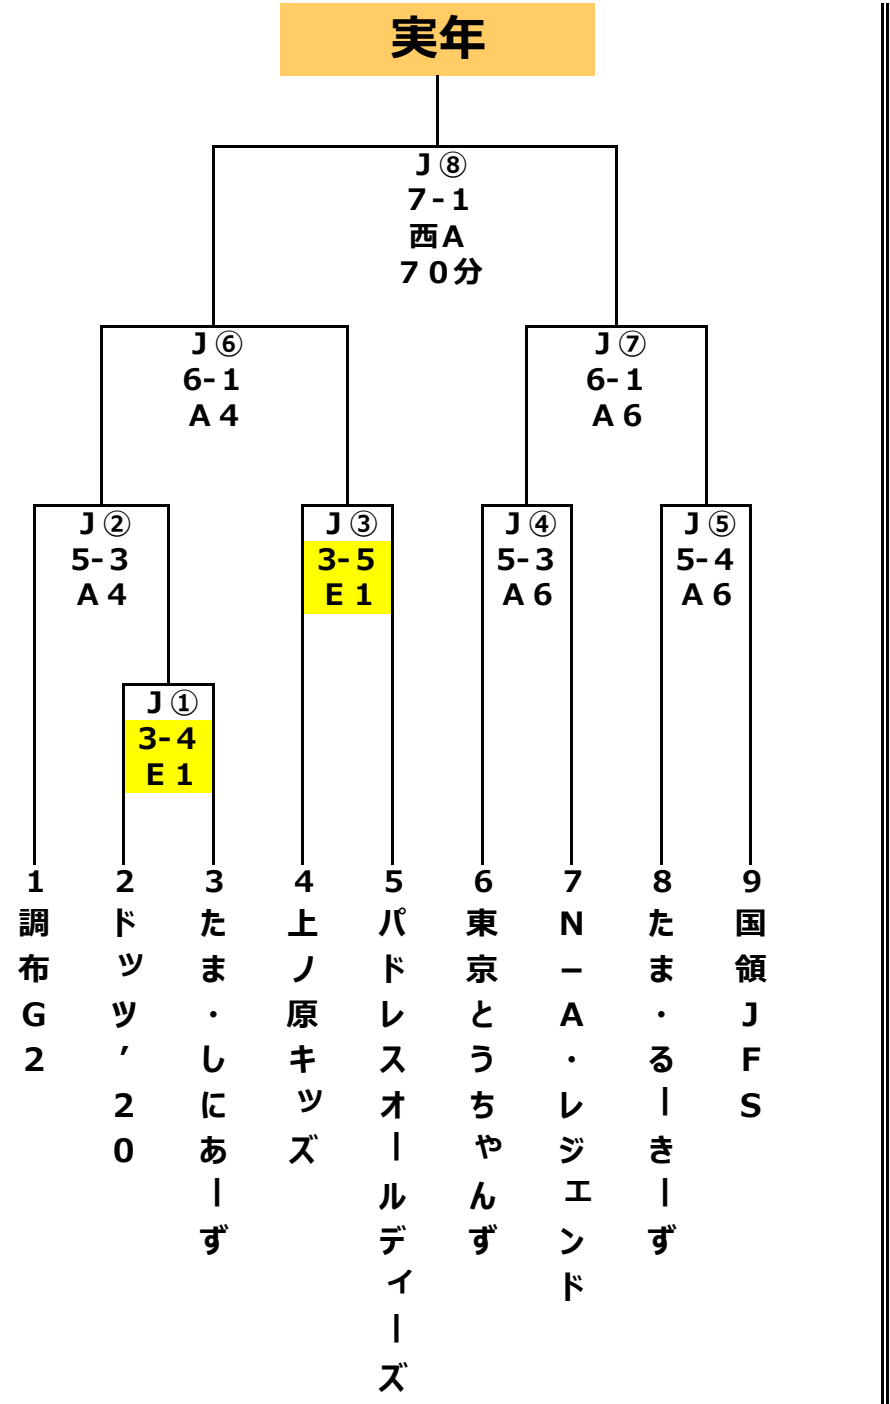 実年
J⑧
7-1
西A
70分
J⑥
6-1
A4
J⑦
6-1
A6
J②
5-3
A4
J③
3-5
E1
J④
5-3
A6
J⑤
5-4
A6
J①
3-4
E1
1
調布G2
2
ドッツ’20
3
たま・しにあーず
4
上ノ原キッズ
5
パドレスオールディーズ
6
東京とうちゃんず
7
N−A・レジェンド
8
たま・るーきーず
9
国領JFS